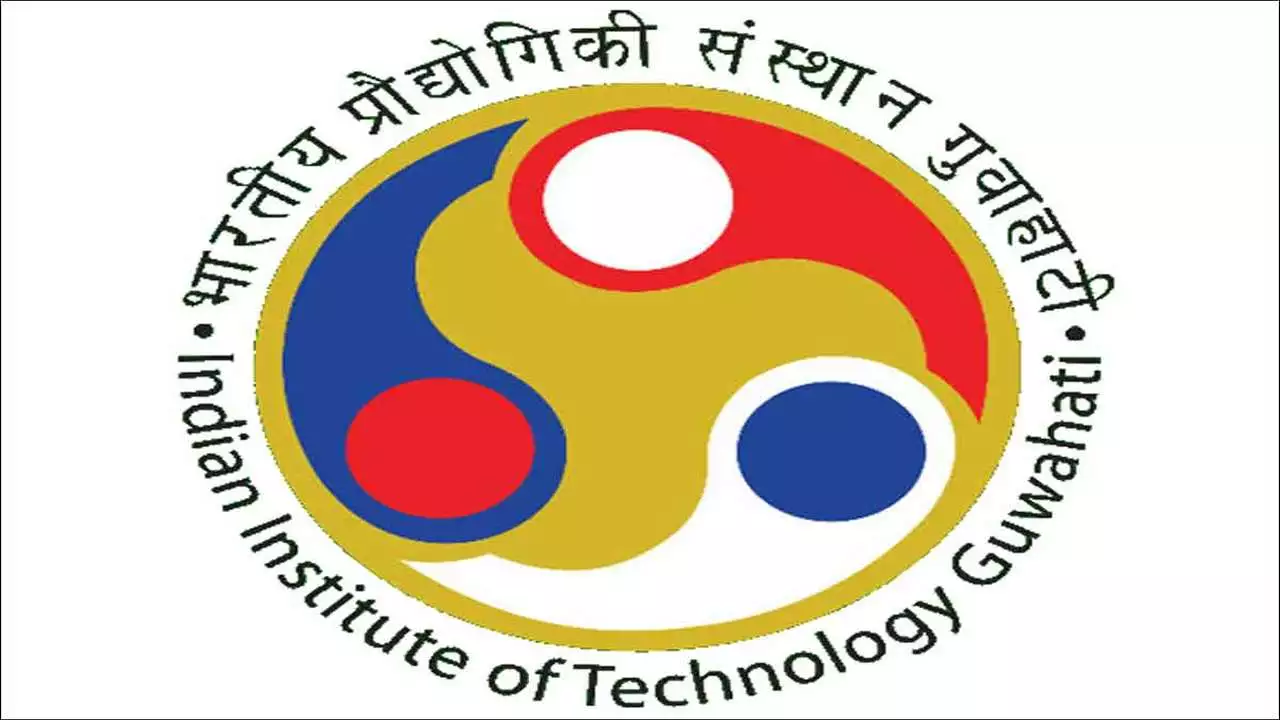 भारतीय प्रौद्योगिकी संस्थान गुवाहाटी
Indian Institute of Technology Guwahati